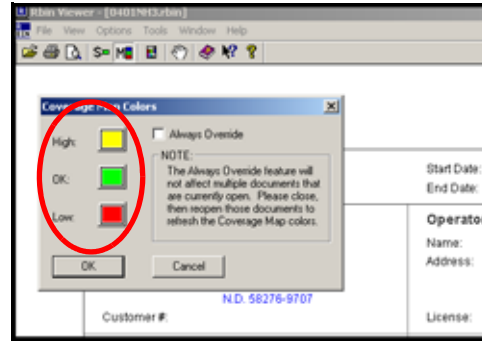 Rbin Viewer - [0401NH3.rbin]
File View Options Tools Window Help
Coverage Map Colors
High:
Always Override
NOTE:
The Always Override feature will
not affect multiple documents that
are currently open. Please close,
then reopen those documents to
refresh the Coverage Map colors.
OK:
Low:
OK
Cancel
Start Date:
End Date:
Operato
Name:
Address:
N.D. 58276-9707
Customer #:
License: